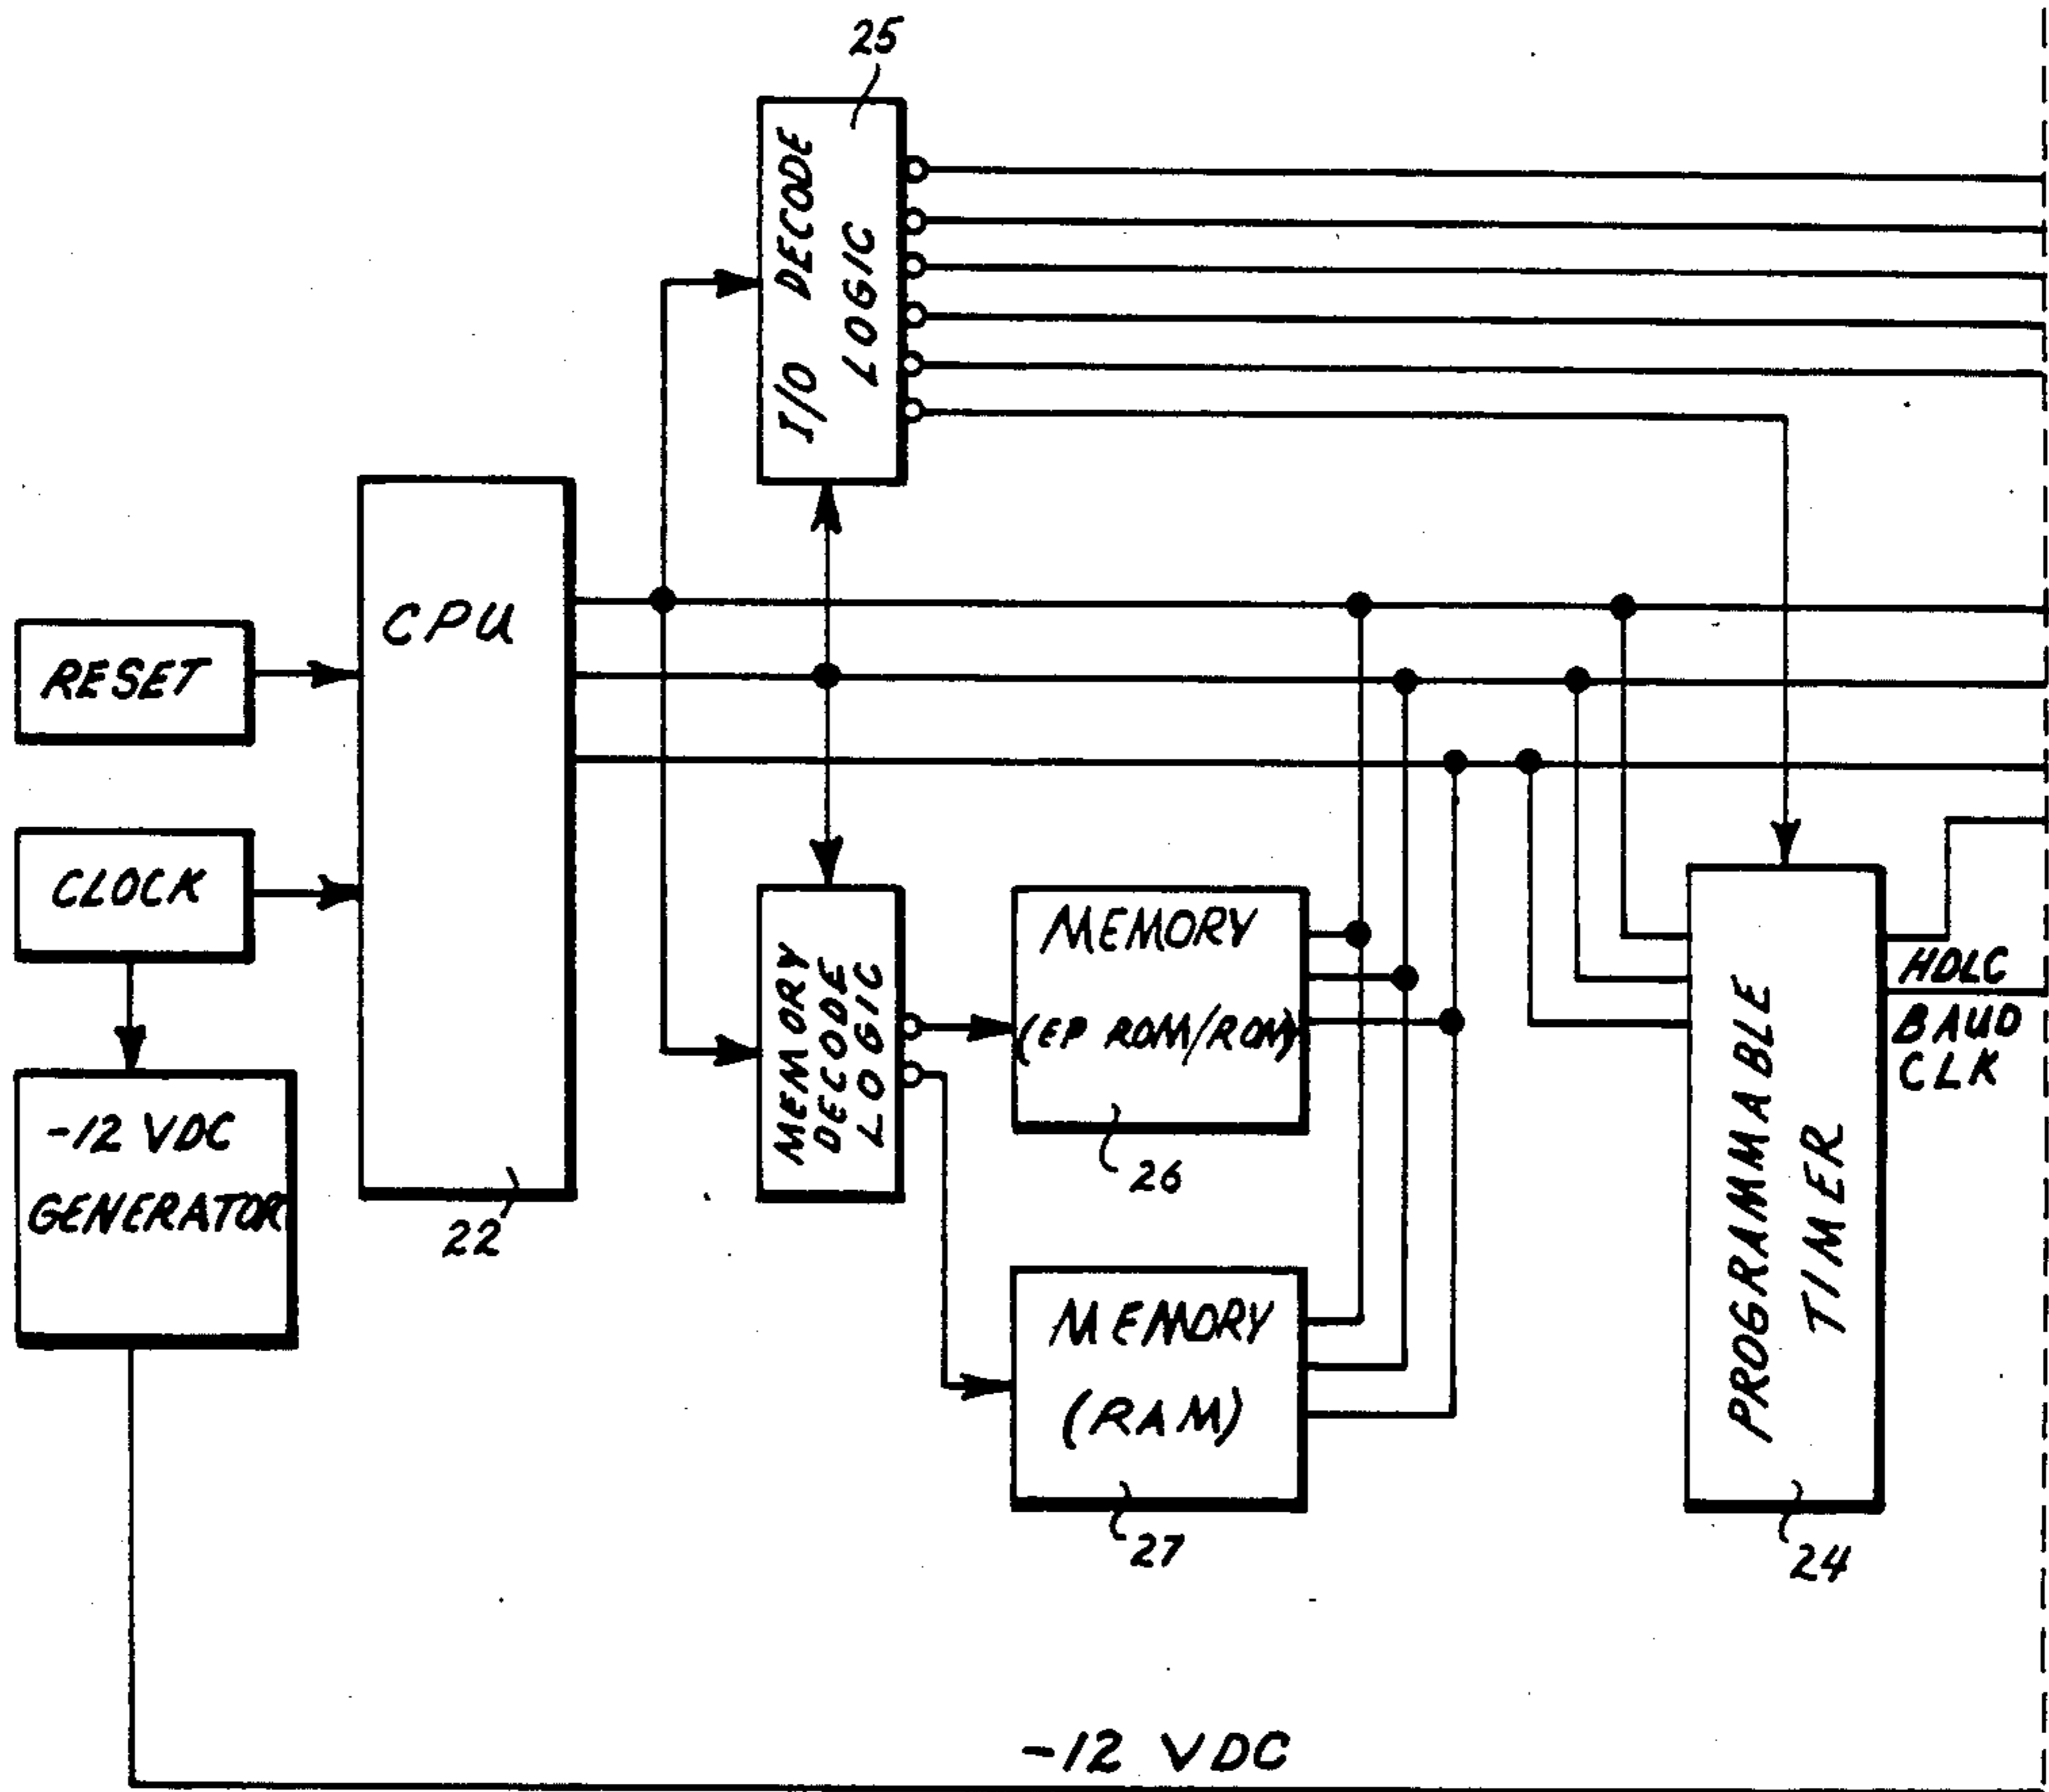 25
I/O DECODE
LOGIC
CPU
RESET
CLOCK
-12 VDC
GENERATOR
22
MEMORY
DECODE
LOGIC
MEMORY
(EP ROM/ROM)
26
MEMORY
(RAM)
27
PROGRAMMABLE
TIMER
24
HDLC
BAUD
CLK
-12 VDC